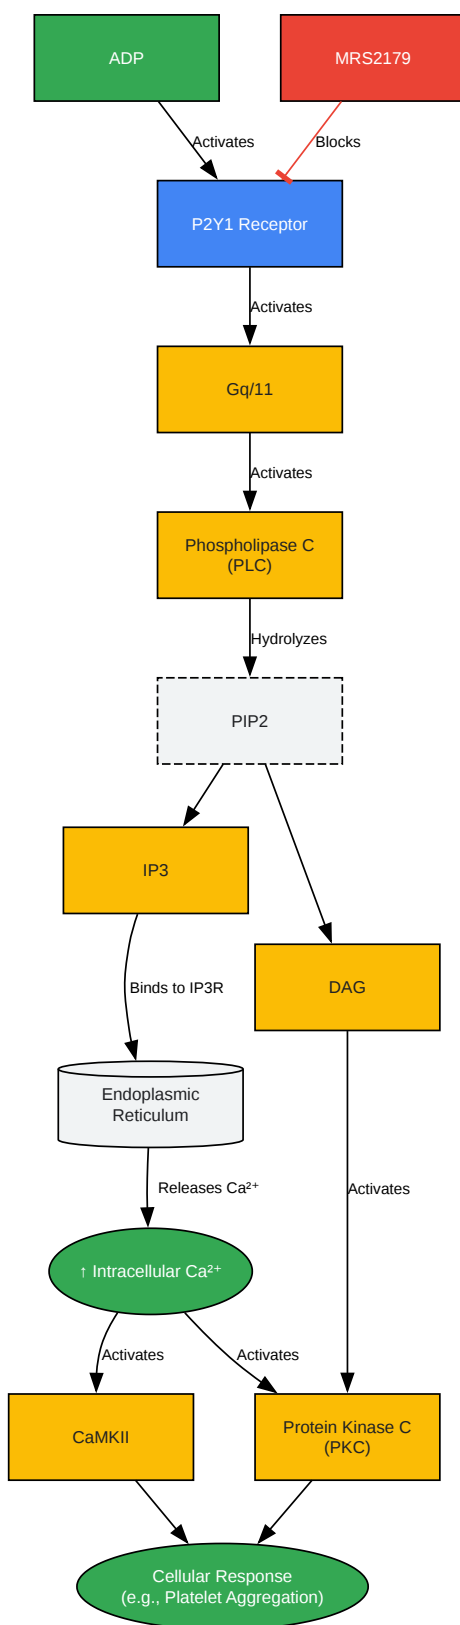 ADP
MRS2179
Activates
Blocks
P2Y1 Receptor
Activates
Gq/11
Activates
Phospholipase C
(PLC)
Hydrolyzes
PIP2
IP3
DAG
Binds to IP3R
Endoplasmic
Reticulum
Releases Ca²⁺
Activates
↑ Intracellular Ca²⁺
Activates
Activates
CaMKII
Protein Kinase C
(PKC)
Cellular Response
(e.g., Platelet Aggregation)